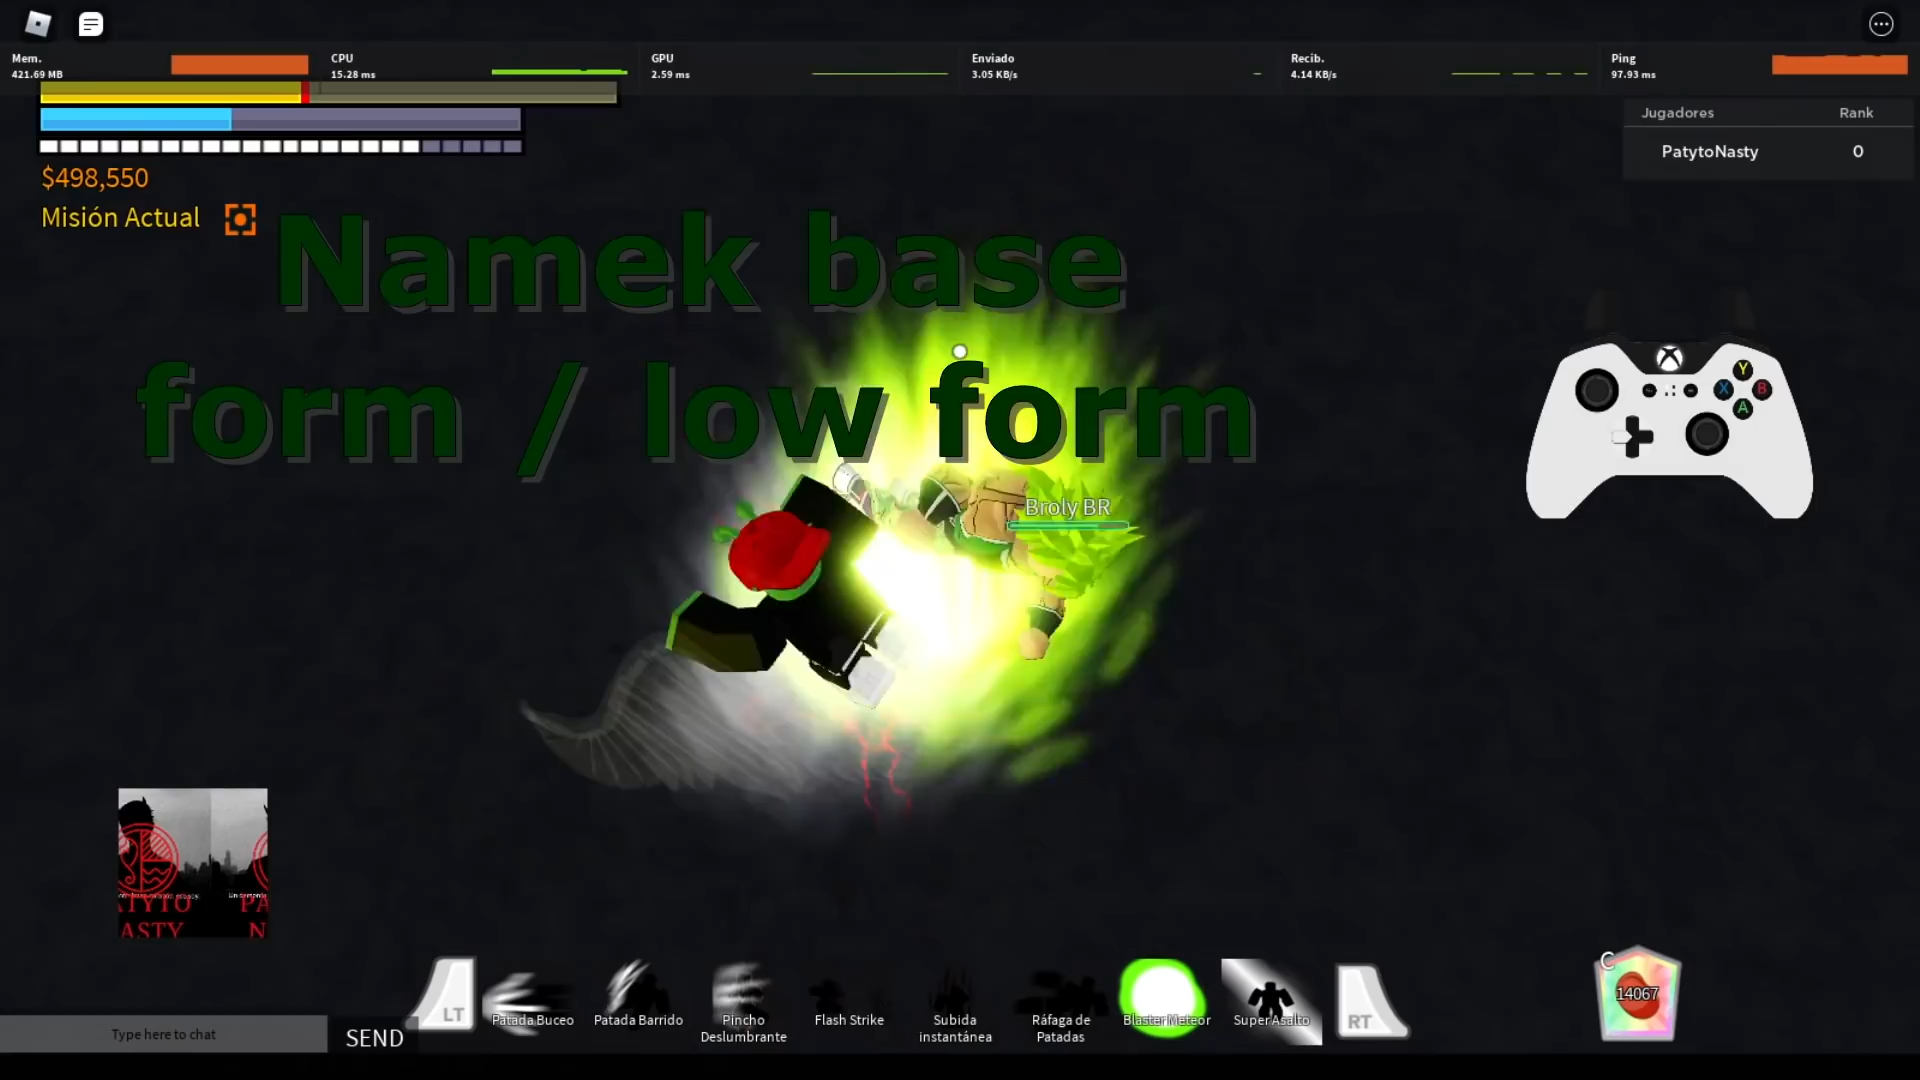 Mem.
421.69 MB
CPU
15.28 ms
GPU
2.59 ms
Enviado
3.05 KB/s
Recib.
4.14 KB/s
Ping
97.93 ms
Jugadores Rank
PatytoNasty 0
$498,550
Misión Actual
Namek base
form / low form
Broly BR
Y
X B
A
ASTY
LT
Patada Buceo
Patada Barrido
Pincho
Deslumbrante
Flash Strike
Subida
instantánea
Ráfaga de
Patadas
Blaster Meteor
Super Asalto
RT
C
14067
Type here to chat
SEND